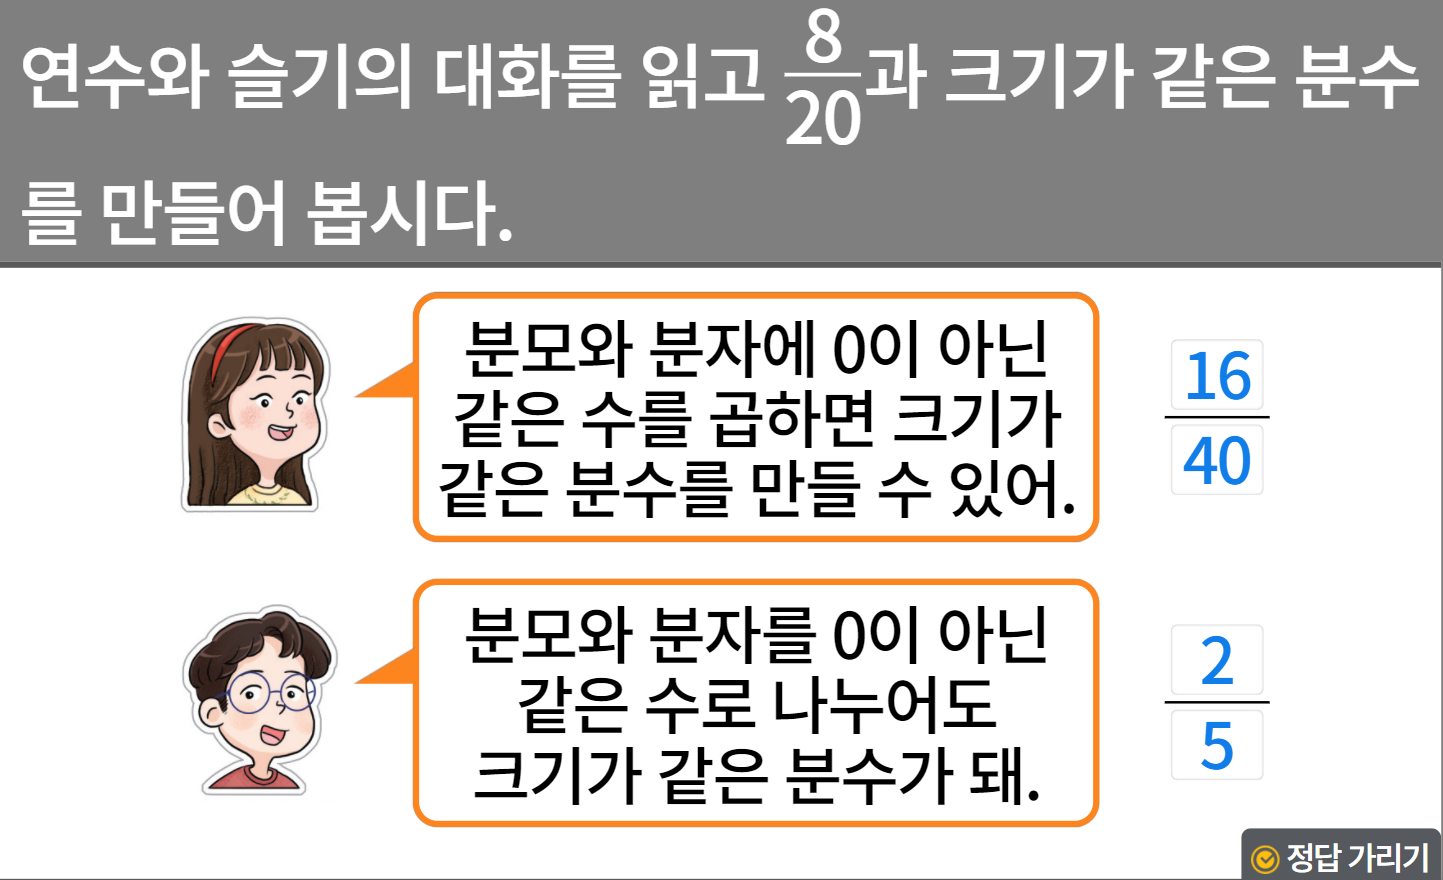 연수와 슬기의 대화를 읽고 8/20과 크기가 같은 분수
를 만들어 봅시다.
분모와 분자에 0이 아닌
같은 수를 곱하면 크기가
같은 분수를 만들 수 있어.
16
40
분모와 분자를 0이 아닌
같은 수로 나누어도
크기가 같은 분수가 돼.
2
5
정답 가리기